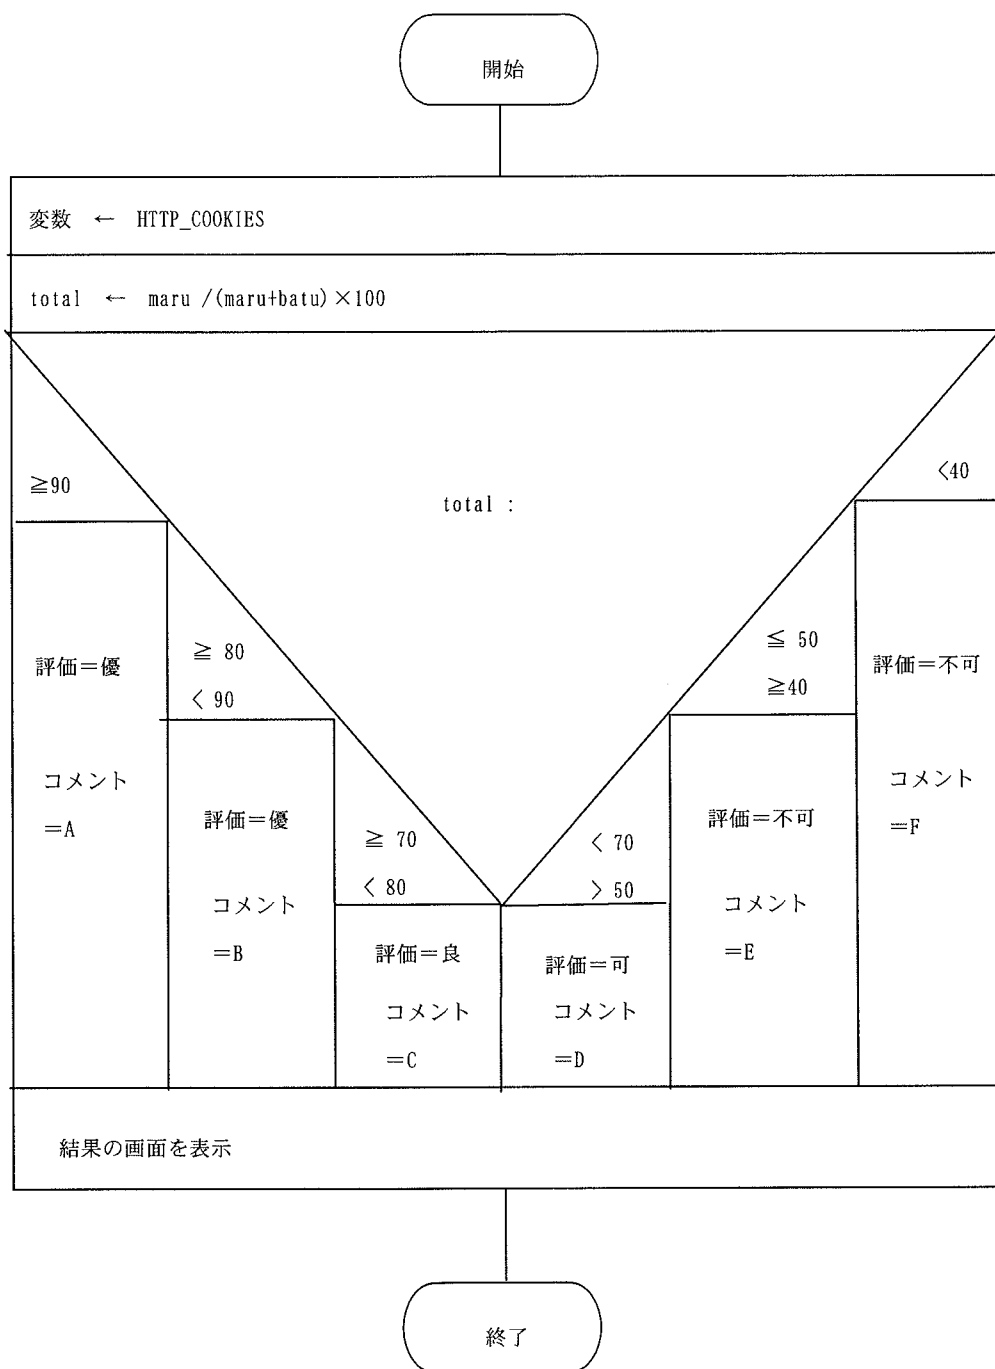 開始
変数 ← HTTP_COOKIES
total ← maru /(maru+batu)×100
total :
≧90
評価＝優
コメント
＝A
≧ 80
< 90
評価＝優
コメント
＝B
≧ 70
< 80
評価＝良
コメント
＝C
< 70
> 50
評価＝可
コメント
＝D
≦ 50
≧40
評価＝不可
コメント
＝E
<40
評価＝不可
コメント
＝F
結果の画面を表示
終了